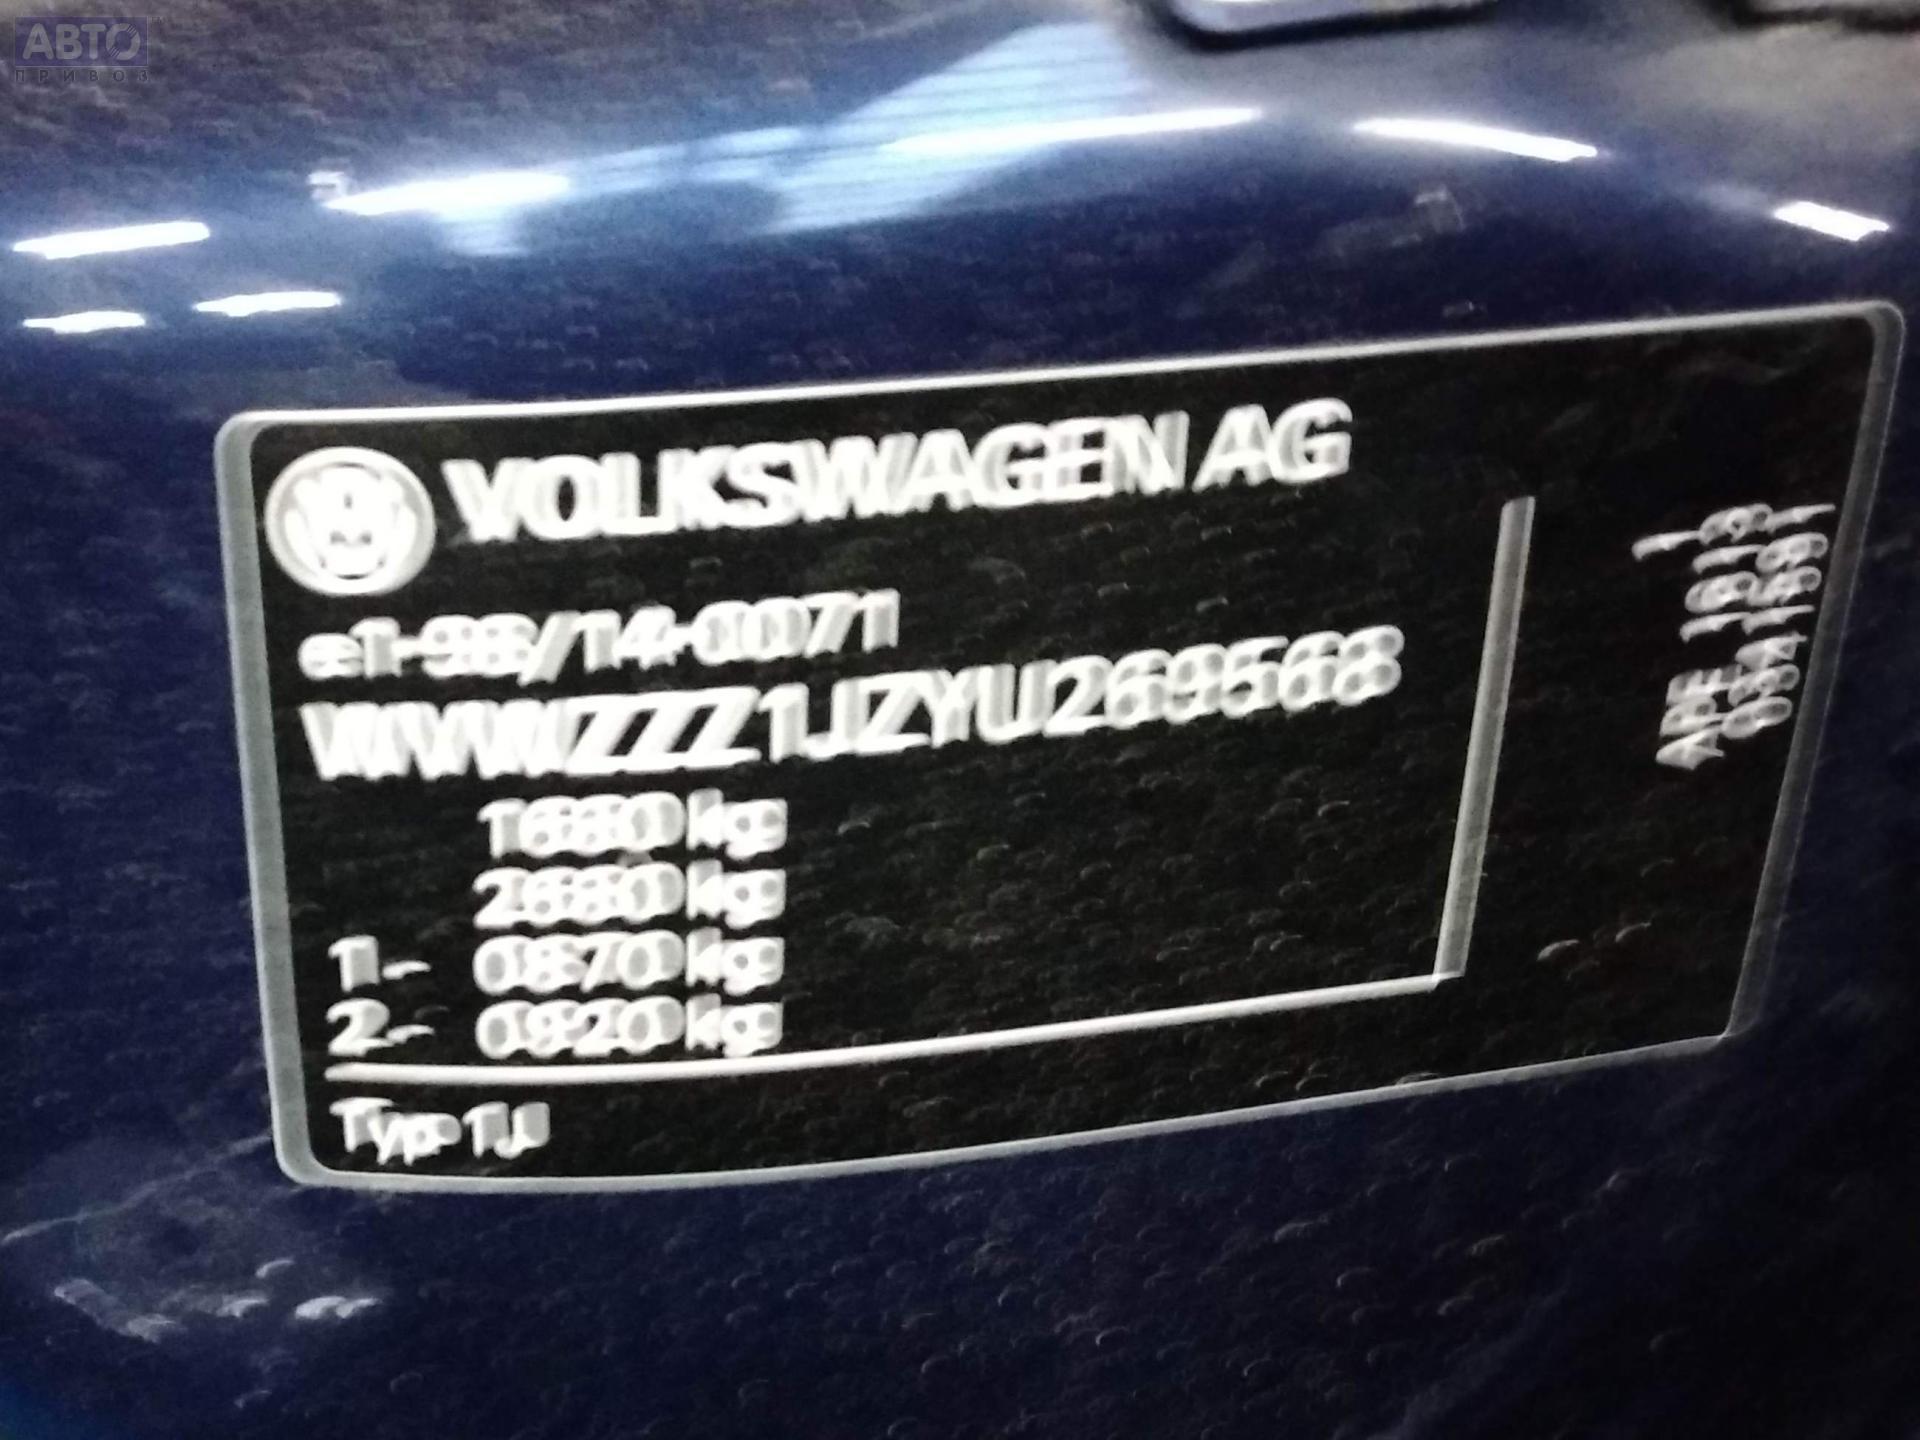 АВТО
ПРИВОЗ
VOLKSWAGEN AG
e1-98/14-0071
WVWZZZ1JZYU269568
1680 kg
2680 kg
1- 0870 kg
2- 0920 kg
Typ 1J
1